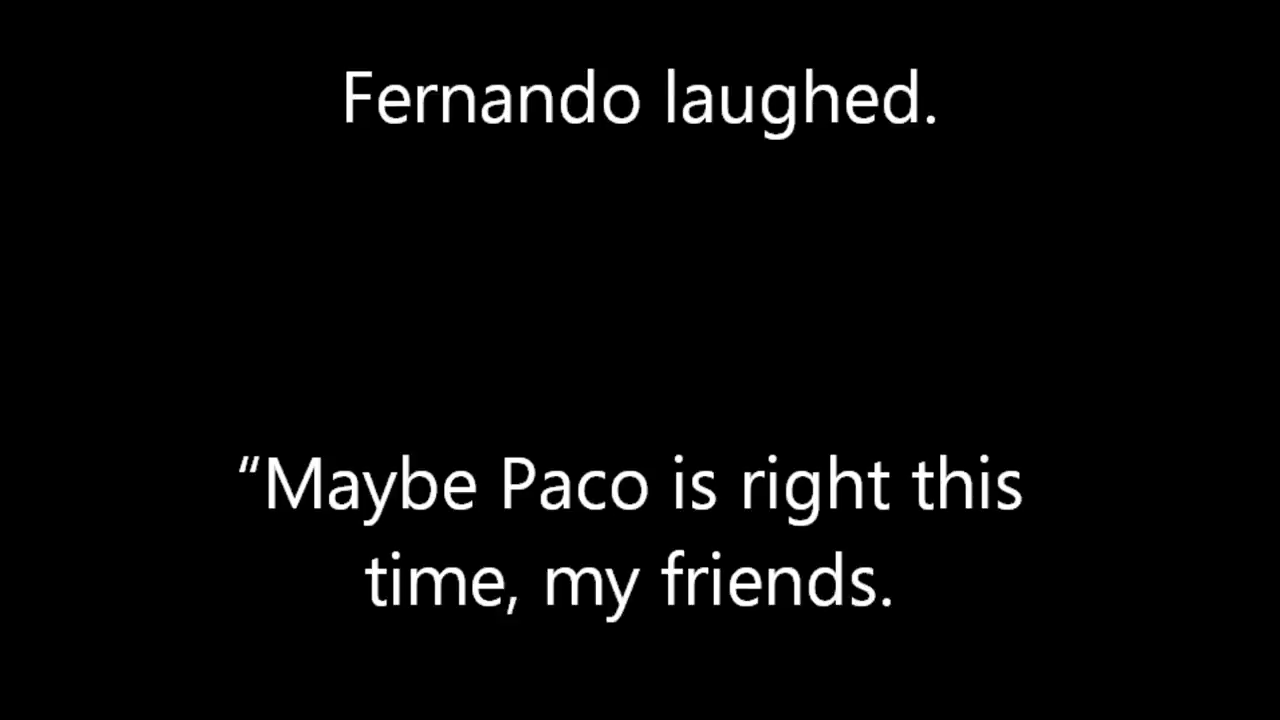 Fernando laughed.
“Maybe Paco is right this
time, my friends.